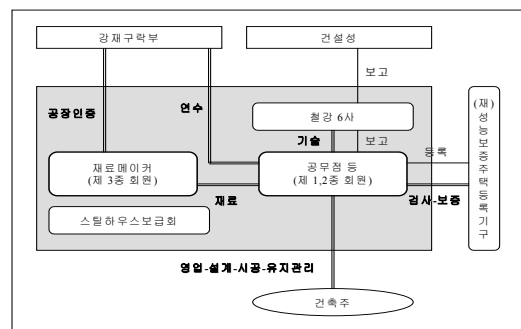 강재구락부
건설성
보고
공장인증
연수
철강 6사
기술
보고
재료메이커
(제 3종 회원)
공무점 등
(제 1,2종 회원)
등록
재료
검사-보증
(재)
성
능
보
증
주
택
등
록
기
구
스틸하우스보급회
영업-설계-시공-유지관리
건축주